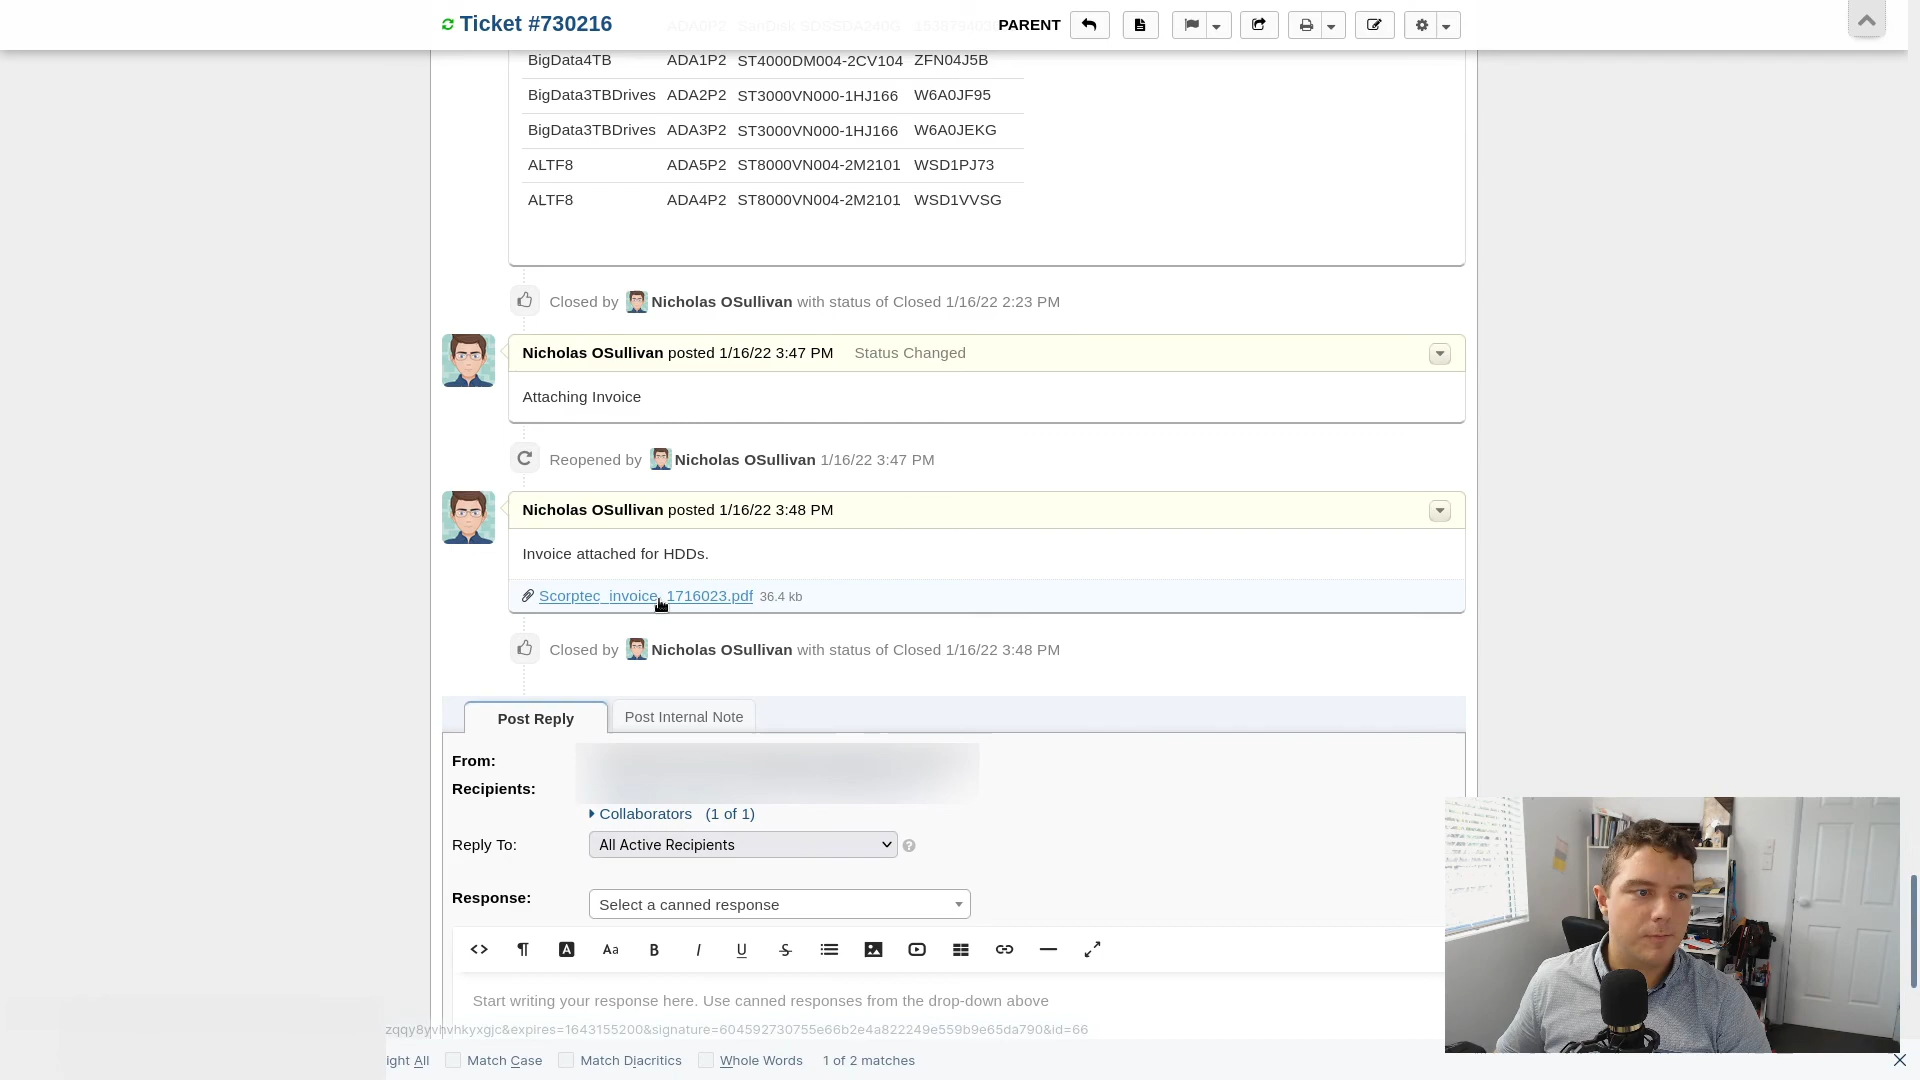 Ticket #730216
PARENT
ADA0P2 SanDisk SDSSDA240G
BigData4TB ADA1P2 ST4000DM004-2CV104 ZFN04J5B
BigData3TBDrives ADA2P2 ST3000VN000-1HJ166 W6A0JF95
BigData3TBDrives ADA3P2 ST3000VN000-1HJ166 W6A0JEKG
ALTF8 ADA5P2 ST8000VN004-2M2101 WSD1PJ73
ALTF8 ADA4P2 ST8000VN004-2M2101 WSD1VVSG
Closed by Nicholas OSullivan with status of Closed 1/16/22 2:23 PM
Nicholas OSullivan posted 1/16/22 3:47 PM Status Changed
Attaching Invoice
Reopened by Nicholas OSullivan 1/16/22 3:47 PM
Nicholas OSullivan posted 1/16/22 3:48 PM
Invoice attached for HDDs.
Scorptec_invoice_1716023.pdf 36.4 kb
Closed by Nicholas OSullivan with status of Closed 1/16/22 3:48 PM
Post Reply Post Internal Note
From:
Recipients:
Collaborators (1 of 1)
Reply To: All Active Recipients
Response: Select a canned response
Start writing your response here. Use canned responses from the drop-down above
zqqy8yvhvhkyxgjc&expires=1643155200&signature=604592730755e66b2e4a822249e559b9e65da790&id=66
ight All Match Case Match Diacritics Whole Words 1 of 2 matches